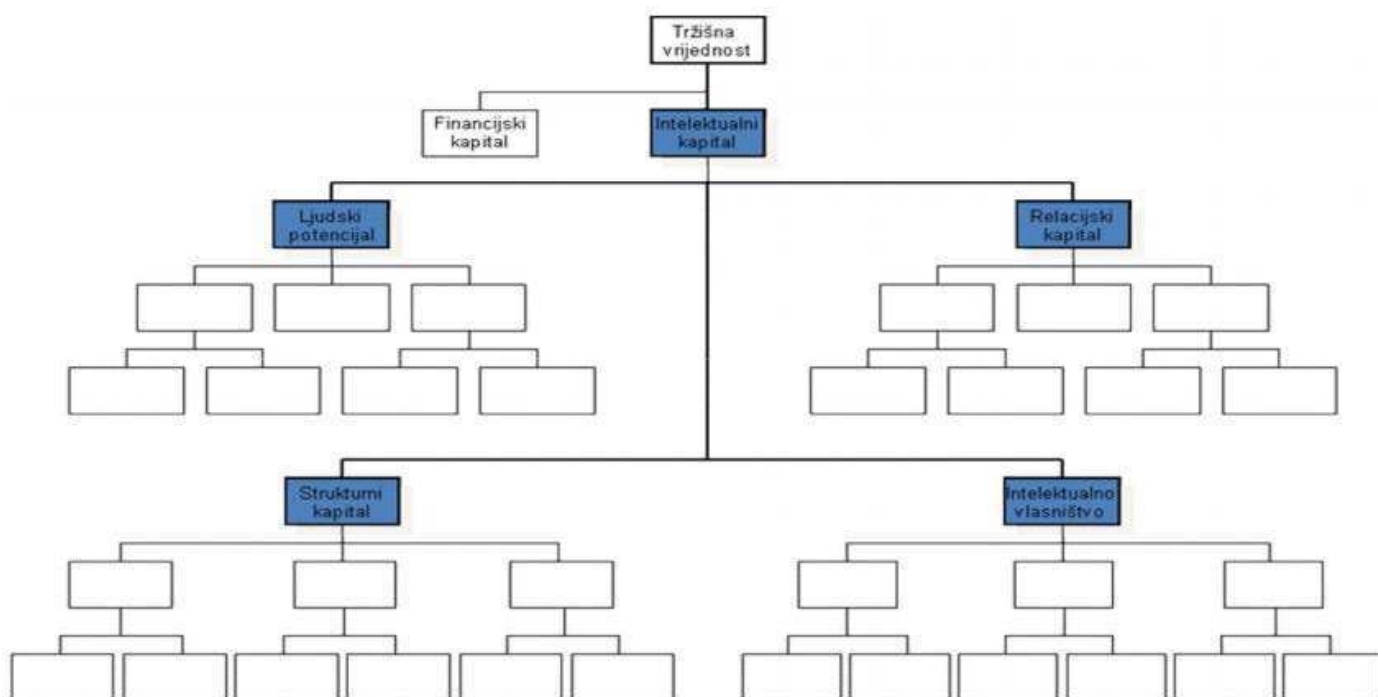 Tržišna
vrijednost
Financijski
kapital
Intelektualni
kapital
Ljudski
potencijal
Relacijski
kapital
Strukturni
kapital
Intelektualno
vlasništvo